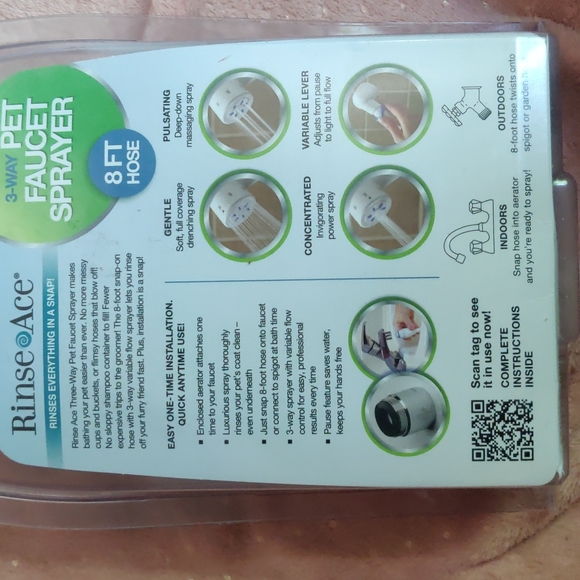 Rinse Ace®
RINSES EVERYTHING IN A SNAP!
3-WAY PET
FAUCET
SPRAYER
8 FT
HOSE
Rinse Ace Three-Way Pet Faucet Sprayer makes
bathing your pet easier than ever. No more messy
cups and buckets, or flimsy hoses that blow off!
No sloppy shampoo container to fill! Fewer
expensive trips to the groomer! The 8-foot snap-on
hose with 3-way variable flow sprayer lets you rinse
off your furry friend fast. Plus, installation is a snap!
EASY ONE-TIME INSTALLATION.
QUICK ANYTIME USE!
▪ Enclosed aerator attaches one
time to your faucet
▪ Luxurious spray thoroughly
rinses your pet's coat clean –
even underneath
▪ Just snap 8-foot hose onto faucet
or connect to spigot at bath time
▪ 3-way sprayer with variable flow
control for easy, professional
results every time
▪ Pause feature saves water,
keeps your hands free
GENTLE
Soft, full coverage
drenching spray
PULSATING
Deep-down
massaging spray
CONCENTRATED
Invigorating
power spray
VARIABLE LEVER
Adjusts from pause
to light to full flow
Scan tag to see
it in use now!
COMPLETE
INSTRUCTIONS
INSIDE
INDOORS
Snap hose into aerator
and you're ready to spray!
OUTDOORS
8-foot hose twists onto
spigot or garden